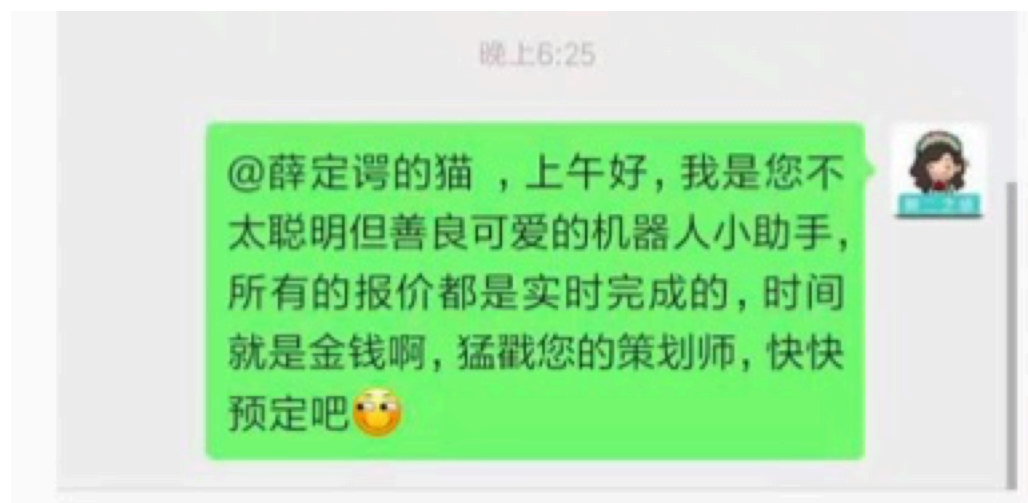 晚上6:25
@薛定谔的猫 ，上午好，我是您不
太聪明但善良可爱的机器人小助手，
所有的报价都是实时完成的，时间
就是金钱啊，猛戳您的策划师，快快
预定吧